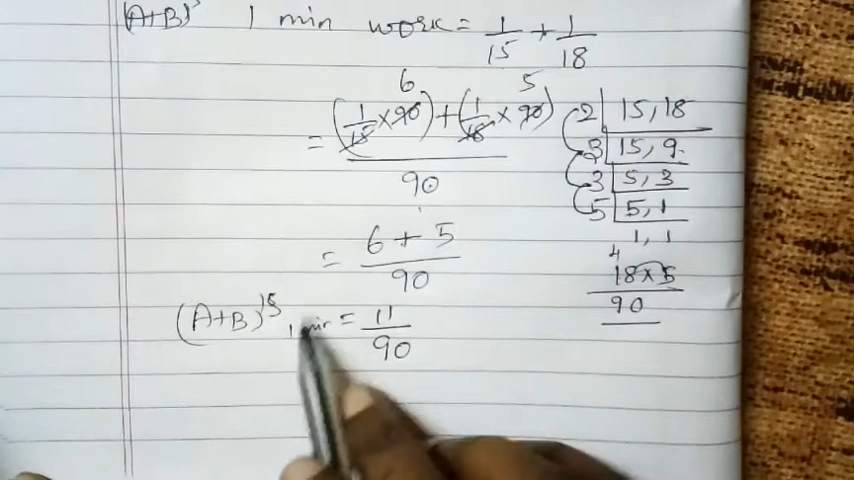 (A+B)'s 1 min work = 1/15 + 1/18
= (1/15 × 90) + (1/18 × 90) / 90
6 5
= 6 + 5 / 90
(A+B)'s 1 min = 11/90
2 | 15, 18
3 | 15, 9
3 | 5, 3
5 | 5, 1
1, 1
4
18 × 5
90